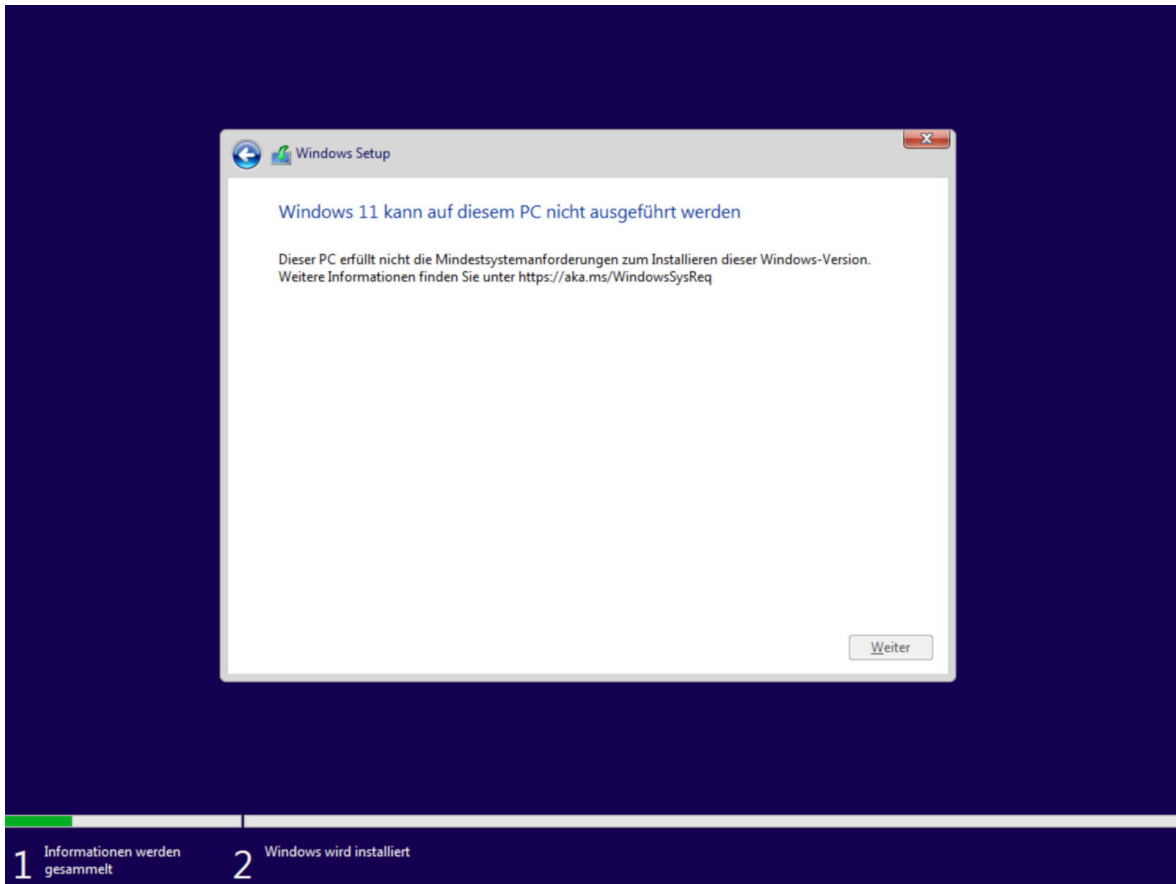 Windows Setup
Windows 11 kann auf diesem PC nicht ausgeführt werden
Dieser PC erfüllt nicht die Mindestsystemanforderungen zum Installieren dieser Windows-Version.
Weitere Informationen finden Sie unter https://aka.ms/WindowsSysReq
Weiter
1 Informationen werden
gesammelt
2 Windows wird installiert